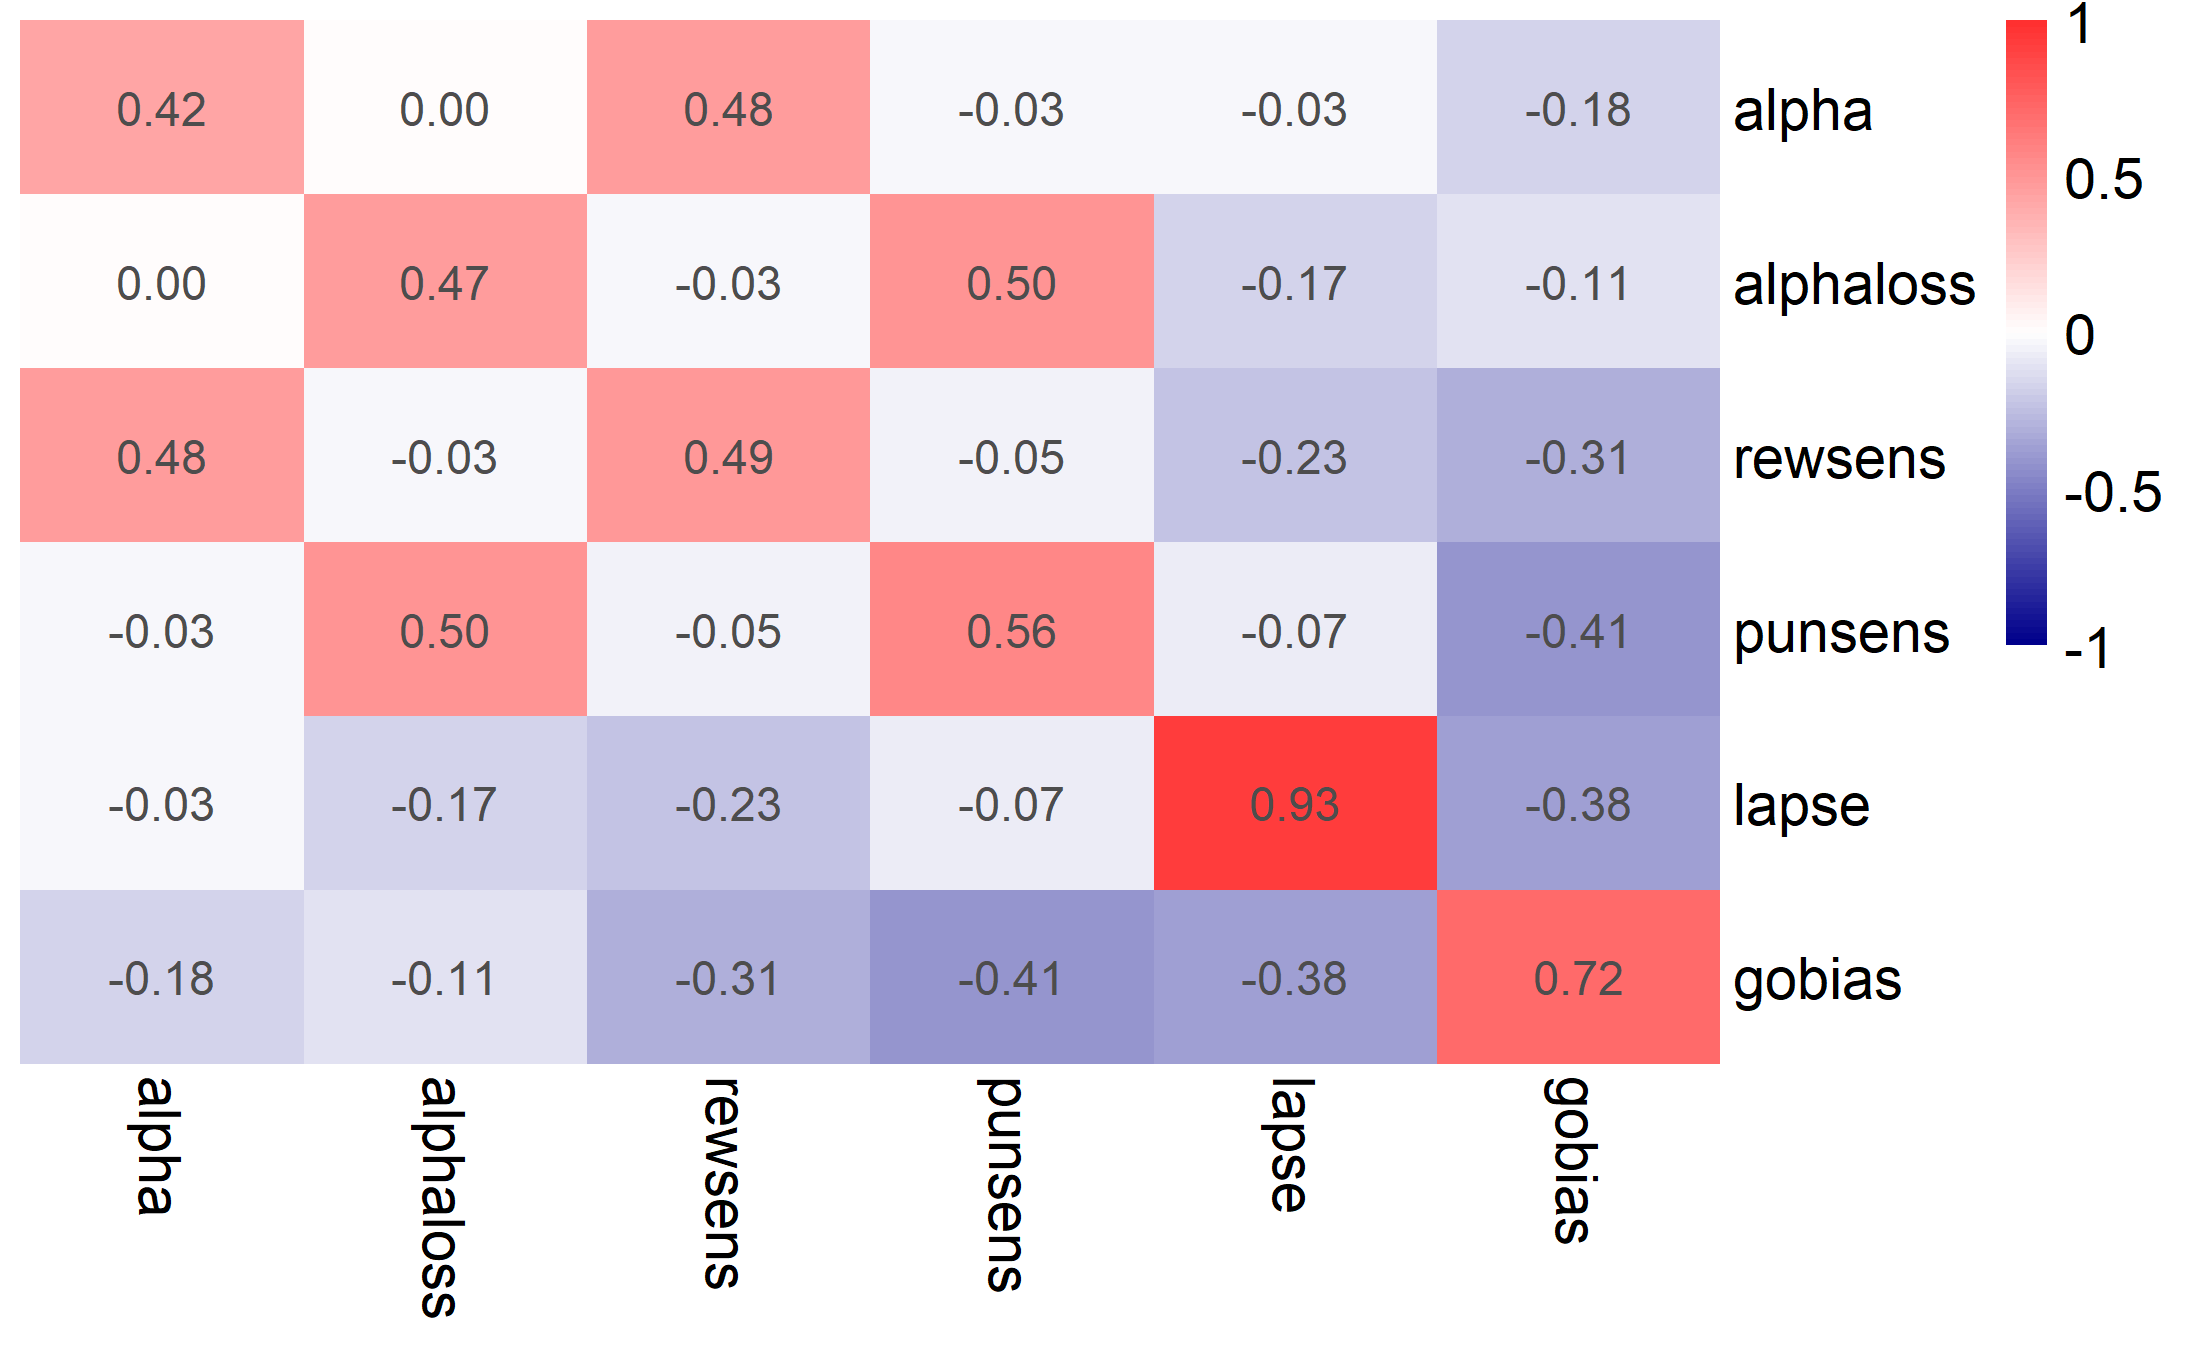 0.42 0.00 0.48 -0.03 -0.03 -0.18 alpha
0.00 0.47 -0.03 0.50 -0.17 -0.11 alphaloss
0.48 -0.03 0.49 -0.05 -0.23 -0.31 rewsens
-0.03 0.50 -0.05 0.56 -0.07 -0.41 punsens
-0.03 -0.17 -0.23 -0.07 0.93 -0.38 lapse
-0.18 -0.11 -0.31 -0.41 -0.38 0.72 gobias
alpha
alphaloss
rewsens
punsens
lapse
gobias
1
0.5
0
-0.5
-1